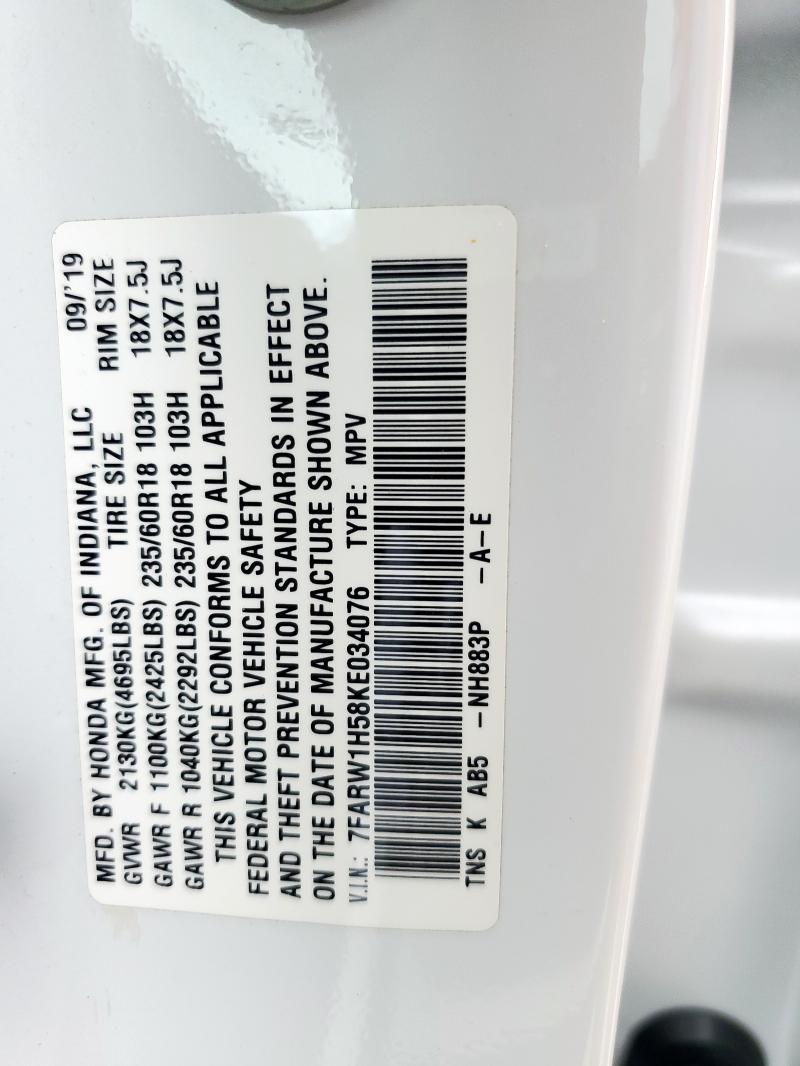 MFD. BY HONDA MFG. OF INDIANA, LLC 09/'19
GVWR 2130KG(4695LBS) TIRE SIZE RIM SIZE
GAWR F 1100KG(2425LBS) 235/60R18 103H 18X7.5J
GAWR R 1040KG(2292LBS) 235/60R18 103H 18X7.5J
THIS VEHICLE CONFORMS TO ALL APPLICABLE
FEDERAL MOTOR VEHICLE SAFETY
AND THEFT PREVENTION STANDARDS IN EFFECT
ON THE DATE OF MANUFACTURE SHOWN ABOVE.
V.I.N.: 7FARW1H58KE034076 TYPE: MPV
TNS K AB5 -NH883P -A-E